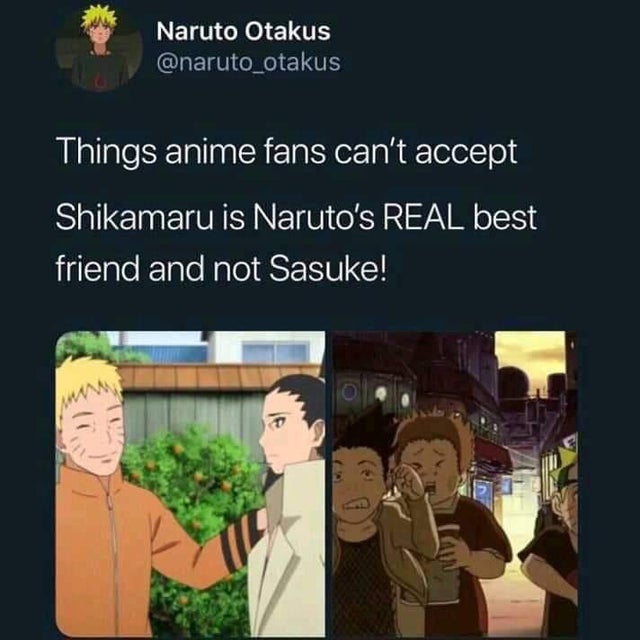 Naruto Otakus
@naruto_otakus
Things anime fans can't accept
Shikamaru is Naruto's REAL best
friend and not Sasuke!